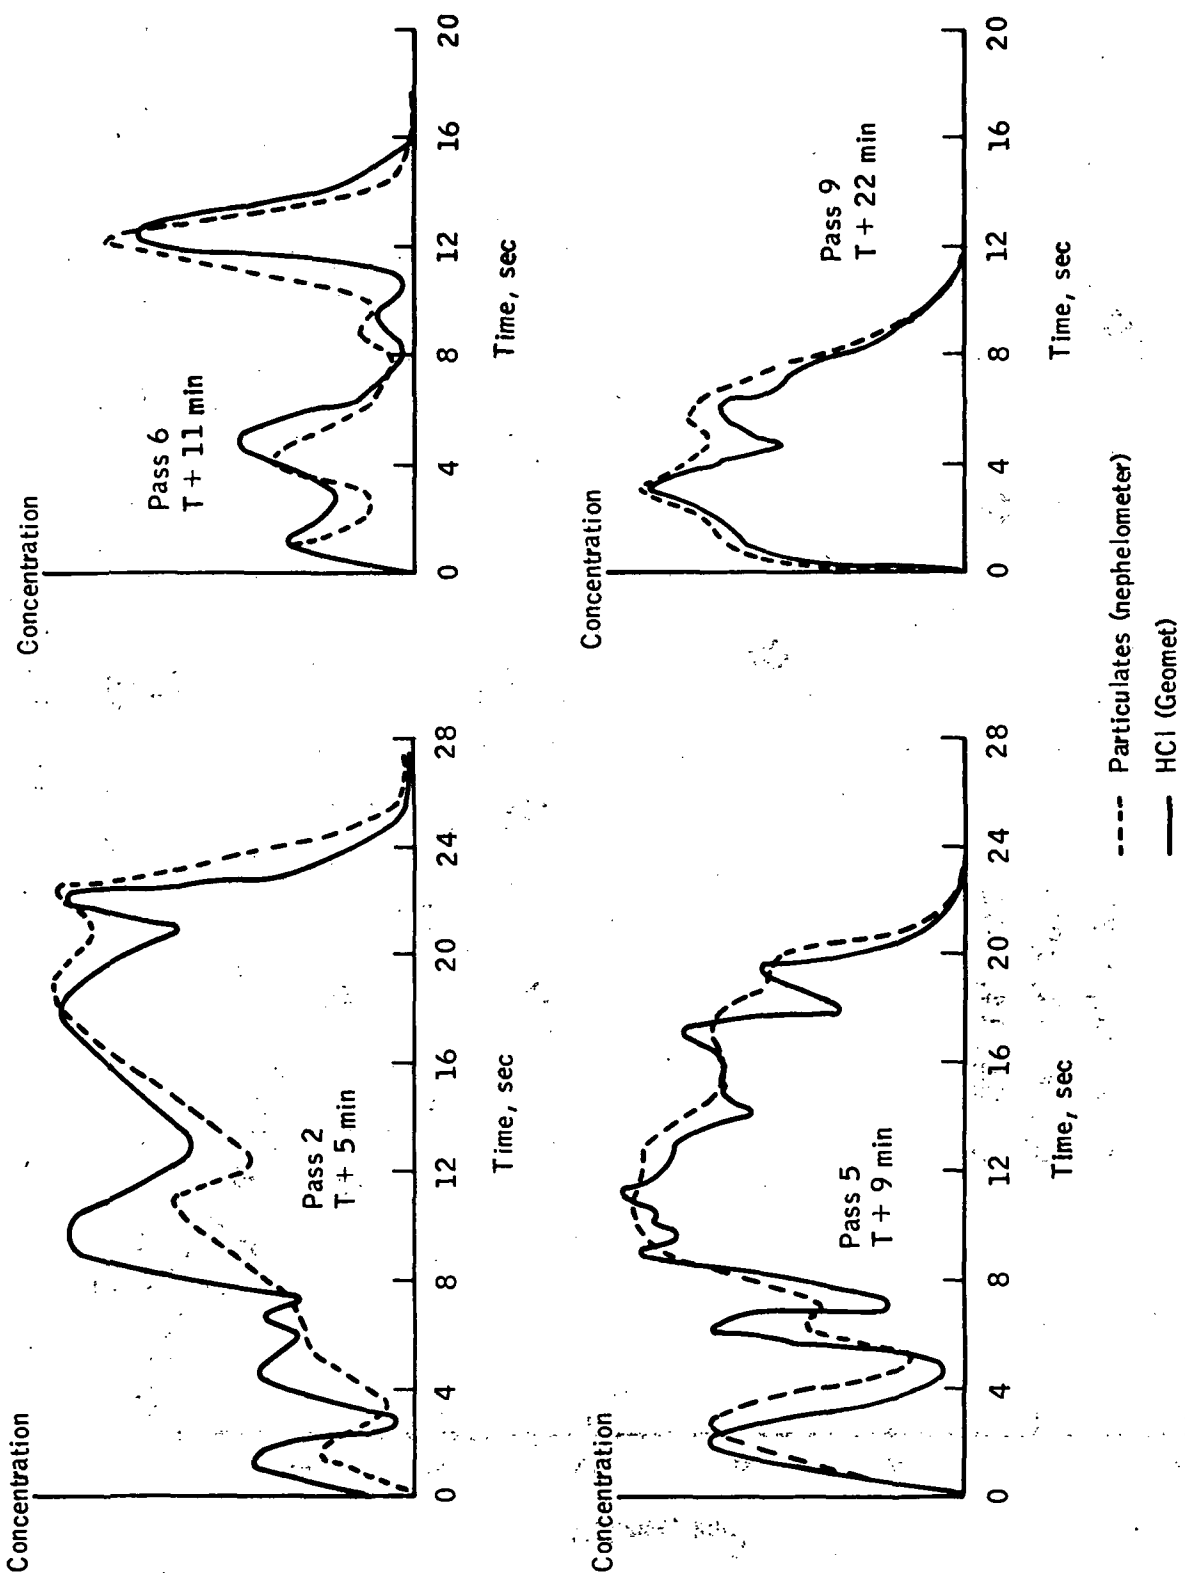 Concentration
Pass 2
T + 5 min
0 4 8 12 16 20 24 28
Time, sec
Concentration
Pass 6
T + 11 min
0 4 8 12 16 20
Time, sec
Concentration
Pass 5
T + 9 min
0 4 8 12 16 20 24 28
Time, sec
Concentration
Pass 9
T + 22 min
0 4 8 12 16 20
Time, sec
Particulates (nephelometer)
HCl (Geomet)